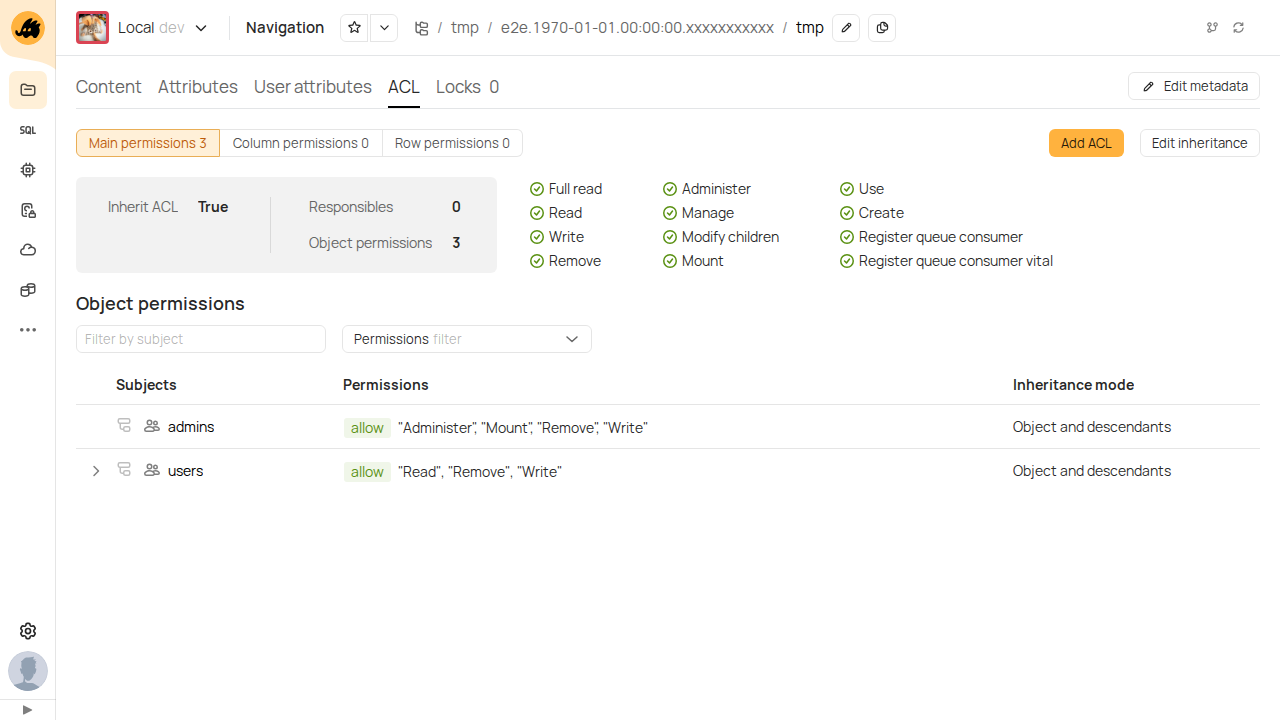 Local dev
Navigation
/ tmp / e2e.1970-01-01.00:00:00.xxxxxxxxxxx / tmp
SQL
Content Attributes User attributes ACL Locks 0
Edit metadata
Main permissions 3 Column permissions 0 Row permissions 0
Add ACL Edit inheritance
Inherit ACL True
Responsibles 0
Object permissions 3
Full read Administer Use
Read Manage Create
Write Modify children Register queue consumer
Remove Mount Register queue consumer vital
Object permissions
Filter by subject
Permissions filter
Subjects Permissions Inheritance mode
admins allow "Administer", "Mount", "Remove", "Write" Object and descendants
users allow "Read", "Remove", "Write" Object and descendants